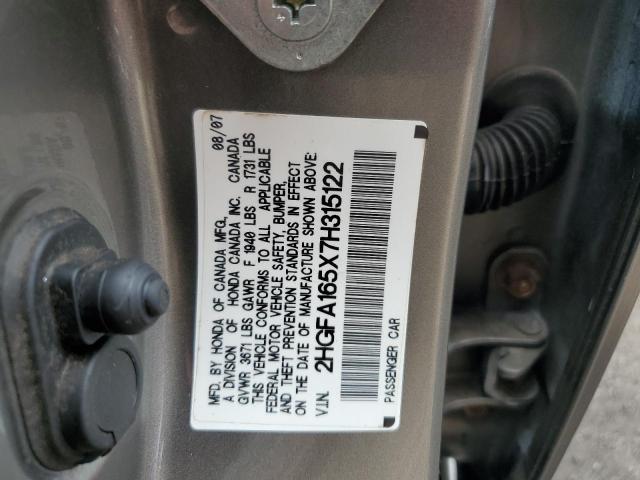 MFD. BY HONDA OF CANADA MFG., 08/07
A DIVISION OF HONDA CANADA INC. CANADA
GVWR 3671 LBS GAWR F 1940 LBS R 1731 LBS
THIS VEHICLE CONFORMS TO ALL APPLICABLE
FEDERAL MOTOR VEHICLE SAFETY, BUMPER,
AND THEFT PREVENTION STANDARDS IN EFFECT
ON THE DATE OF MANUFACTURE SHOWN ABOVE:
V.I.N. 2HGFA165X7H315122
PASSENGER CAR